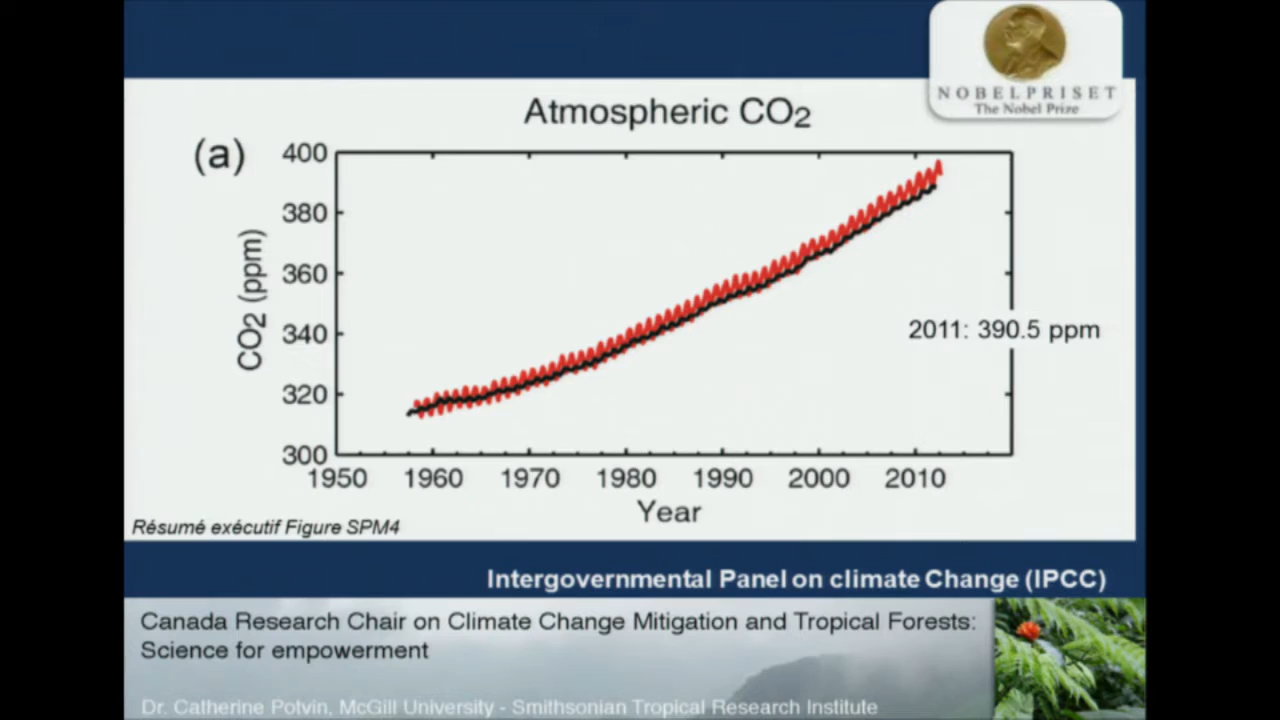 NOBELPRISET
The Nobel Prize
Atmospheric CO2
(a)
400
380
360
340
320
300
CO2 (ppm)
2011: 390.5 ppm
1950 1960 1970 1980 1990 2000 2010
Year
Résumé exécutif Figure SPM4
Intergovernmental Panel on climate Change (IPCC)
Canada Research Chair on Climate Change Mitigation and Tropical Forests:
Science for empowerment
Dr. Catherine Potvin, McGill University - Smithsonian Tropical Research Institute